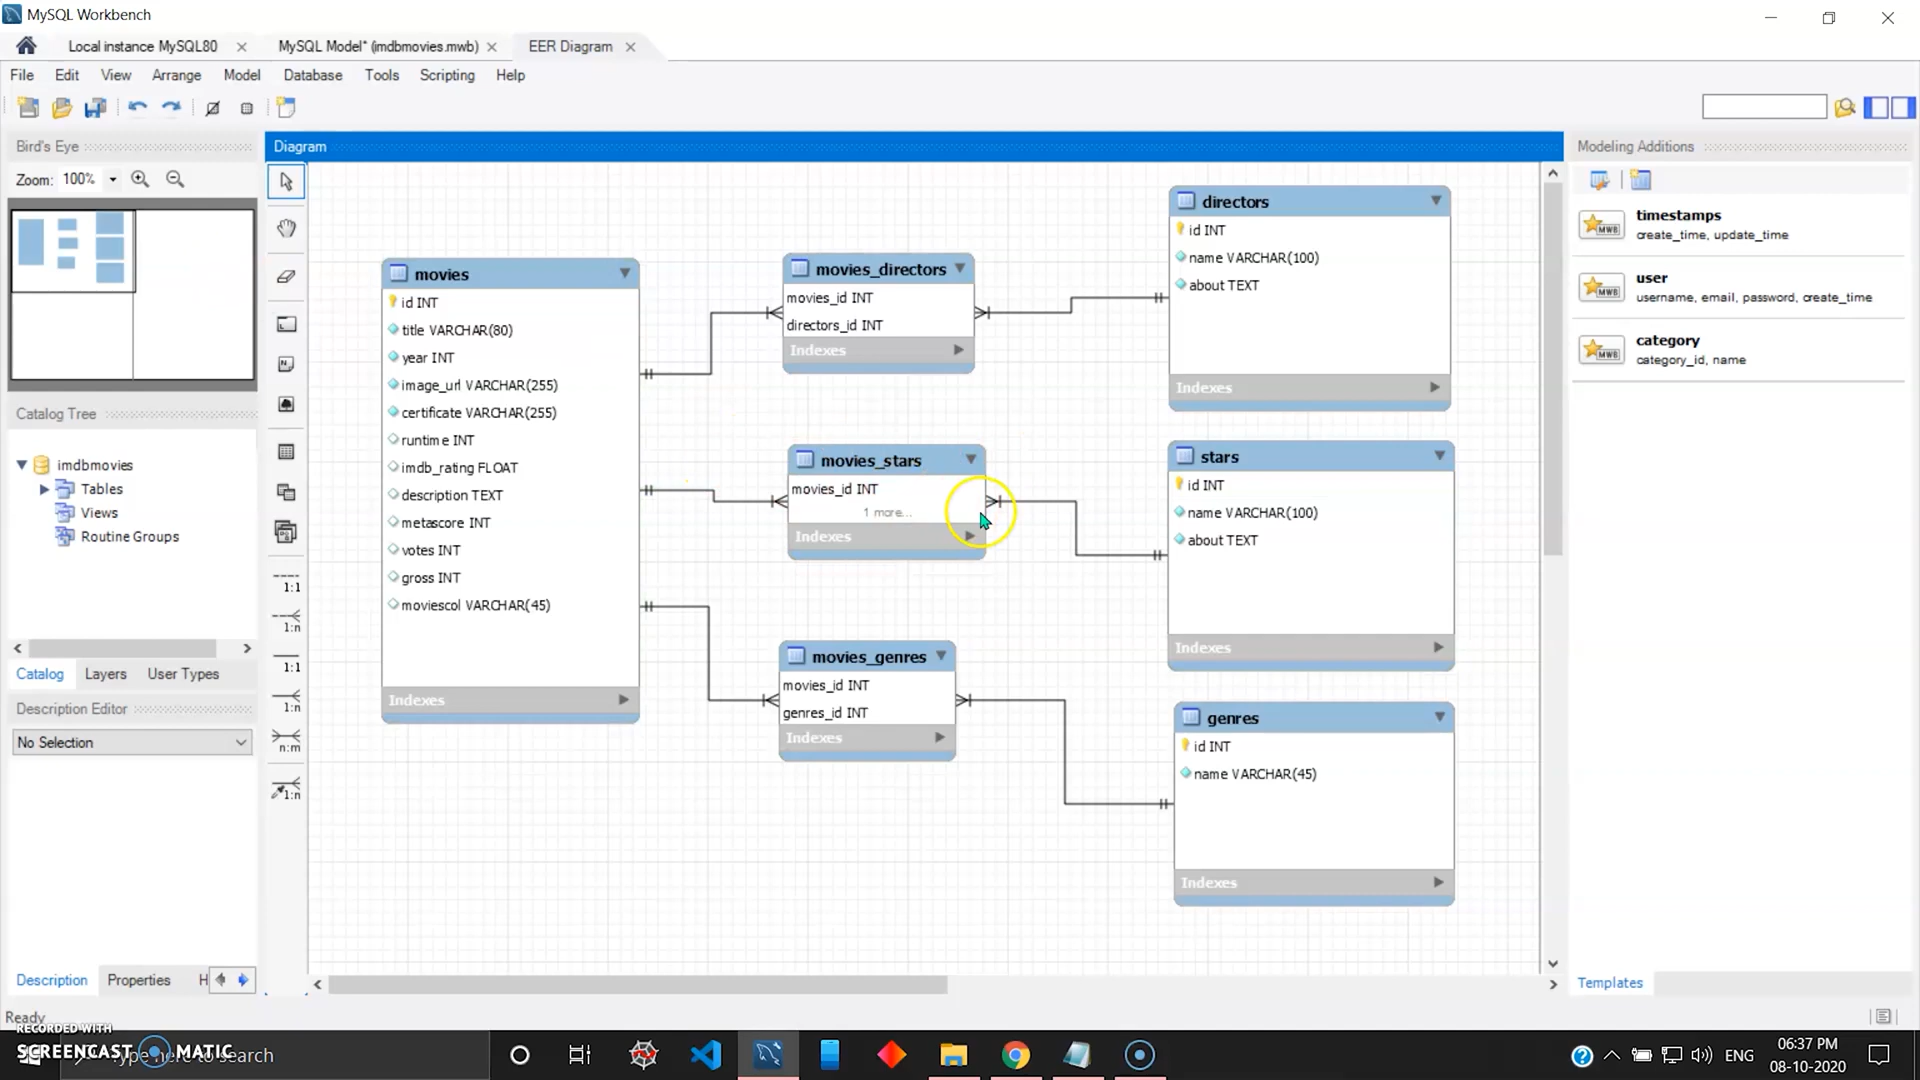 MySQL Workbench
Local instance MySQL80
MySQL Model* (imdbmovies.mwb)
EER Diagram
File Edit View Arrange Model Database Tools Scripting Help
Bird's Eye
Zoom: 100%
Catalog Tree
imdbmovies
Tables
Views
Routine Groups
Catalog Layers User Types
Description Editor
No Selection
Description Properties H
Ready
Diagram
1:1
1:n
1:1
1:n
n:m
1:n
movies
id INT
title VARCHAR(80)
year INT
image_url VARCHAR(255)
certificate VARCHAR(255)
runtime INT
imdb_rating FLOAT
description TEXT
metascore INT
votes INT
gross INT
moviescol VARCHAR(45)
Indexes
movies_directors
movies_id INT
directors_id INT
Indexes
movies_stars
movies_id INT
1 more...
Indexes
movies_genres
movies_id INT
genres_id INT
Indexes
directors
id INT
name VARCHAR(100)
about TEXT
Indexes
stars
id INT
name VARCHAR(100)
about TEXT
Indexes
genres
id INT
name VARCHAR(45)
Indexes
Modeling Additions
MWB
timestamps
create_time, update_time
MWB
user
username, email, password, create_time
MWB
category
category_id, name
Templates
RECORDED WITH
SCREENCAST MATIC
Type here to search
ENG
06:37 PM
08-10-2020